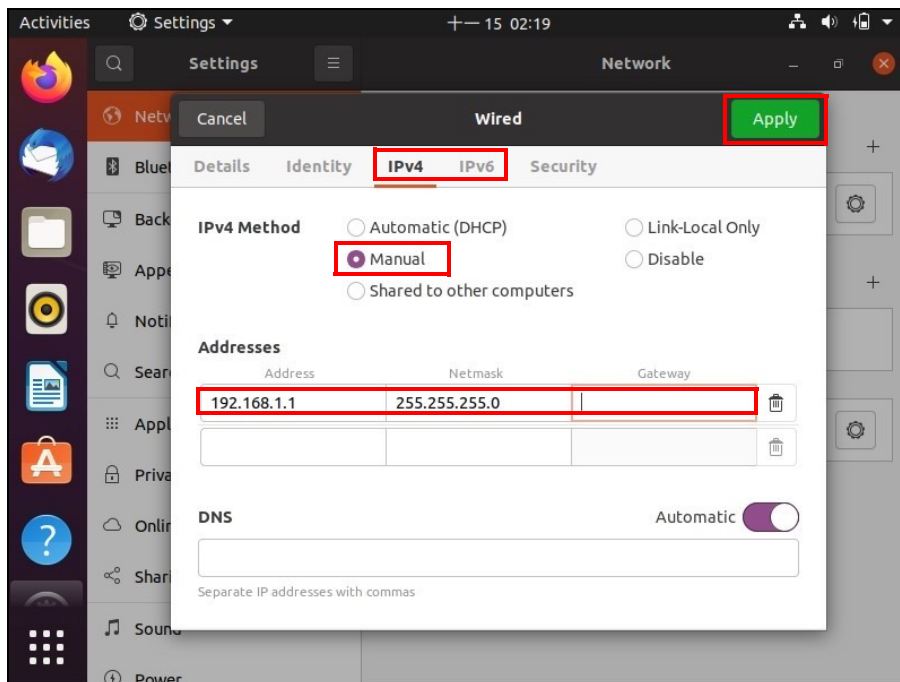 Activities Settings 十一 15 02:19
Settings Network
Cancel Wired Apply
Details Identity IPv4 IPv6 Security
IPv4 Method Automatic (DHCP) Link-Local Only
Manual Disable
Shared to other computers
Addresses
Address Netmask Gateway
192.168.1.1 255.255.255.0
DNS Automatic
Separate IP addresses with commas
Netw
Blue
Back
Appe
Noti
Sear
Appl
Priva
Onlin
Shari
Sound
Power